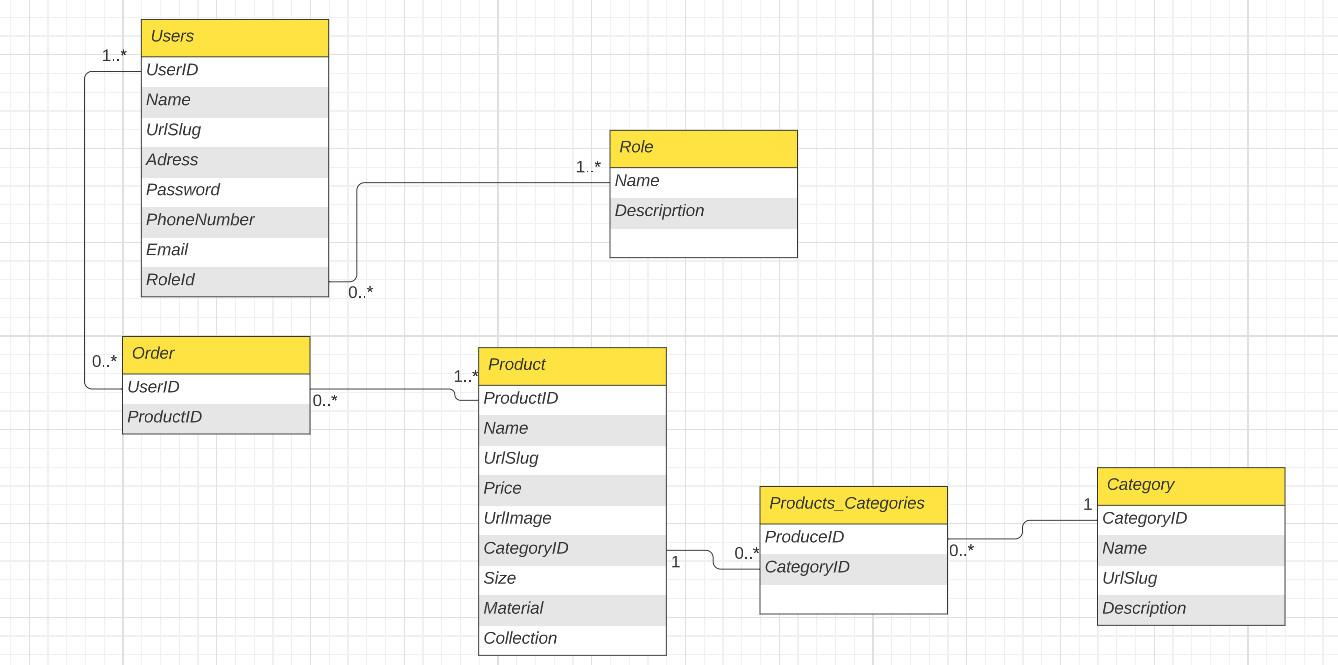 Users
1..*
UserID
Name
UrlSlug
Adress
Password
PhoneNumber
Email
RoleId
0..*
Role
1..*
Name
Descriprtion
Order
0..*
UserID
ProductID
0..*
Product
1..*
ProductID
Name
UrlSlug
Price
UrlImage
CategoryID
Size
Material
Collection
1
Products_Categories
ProduceID
0..*
CategoryID
0..*
Category
1
CategoryID
Name
UrlSlug
Description